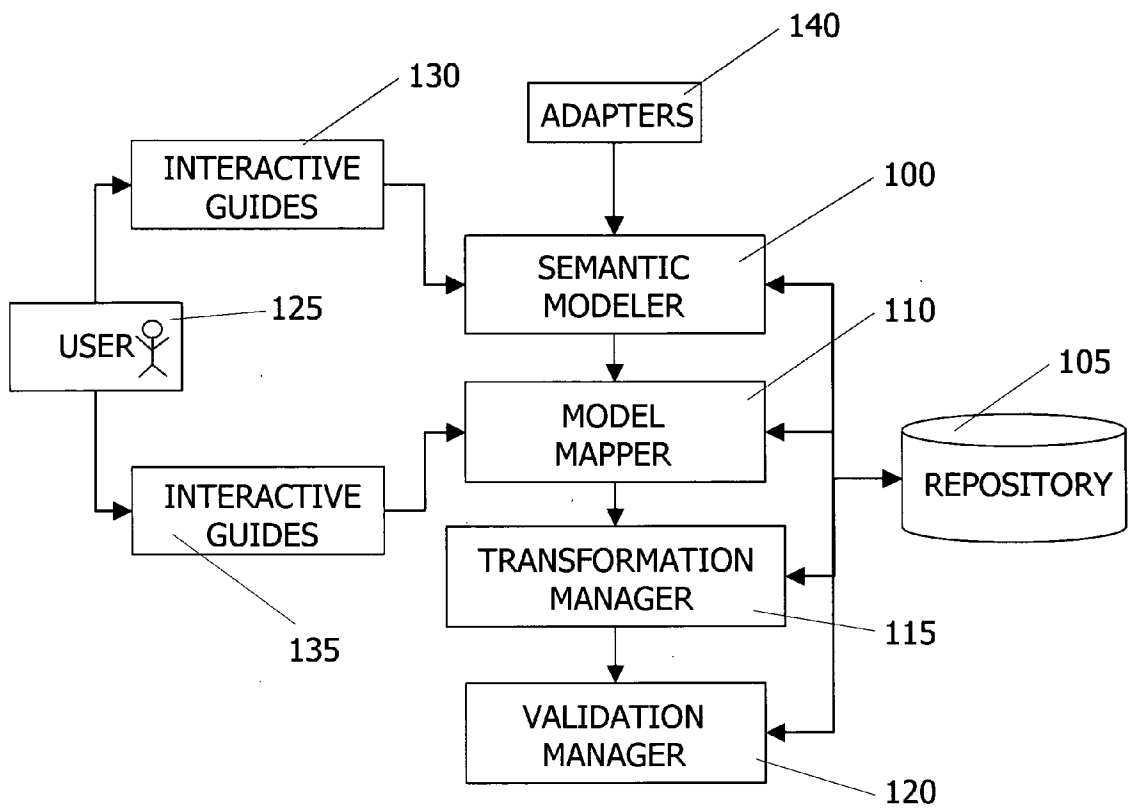 140
130
ADAPTERS
INTERACTIVE
GUIDES
100
SEMANTIC
MODELER
125
USER
110
105
MODEL
MAPPER
REPOSITORY
INTERACTIVE
GUIDES
TRANSFORMATION
MANAGER
115
135
VALIDATION
MANAGER
120